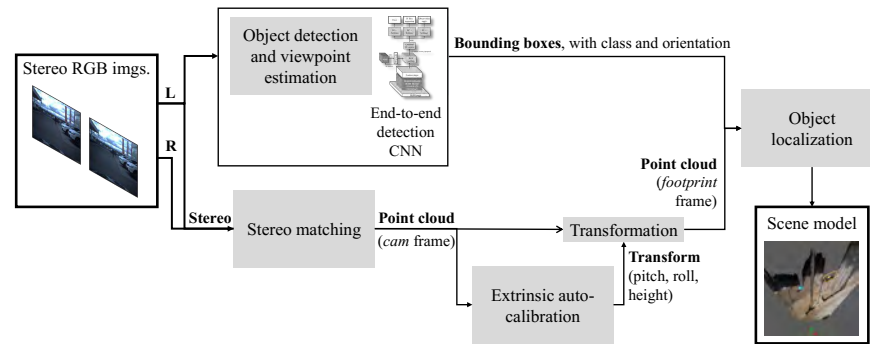 Stereo RGB imgs.
L
R
Object detection
and viewpoint
estimation
End-to-end
detection
CNN
Bounding boxes, with class and orientation
Object
localization
Point cloud
(footprint
frame)
Stereo
Stereo matching
Point cloud
(cam frame)
Transformation
Transform
(pitch, roll,
height)
Extrinsic auto-
calibration
Scene model